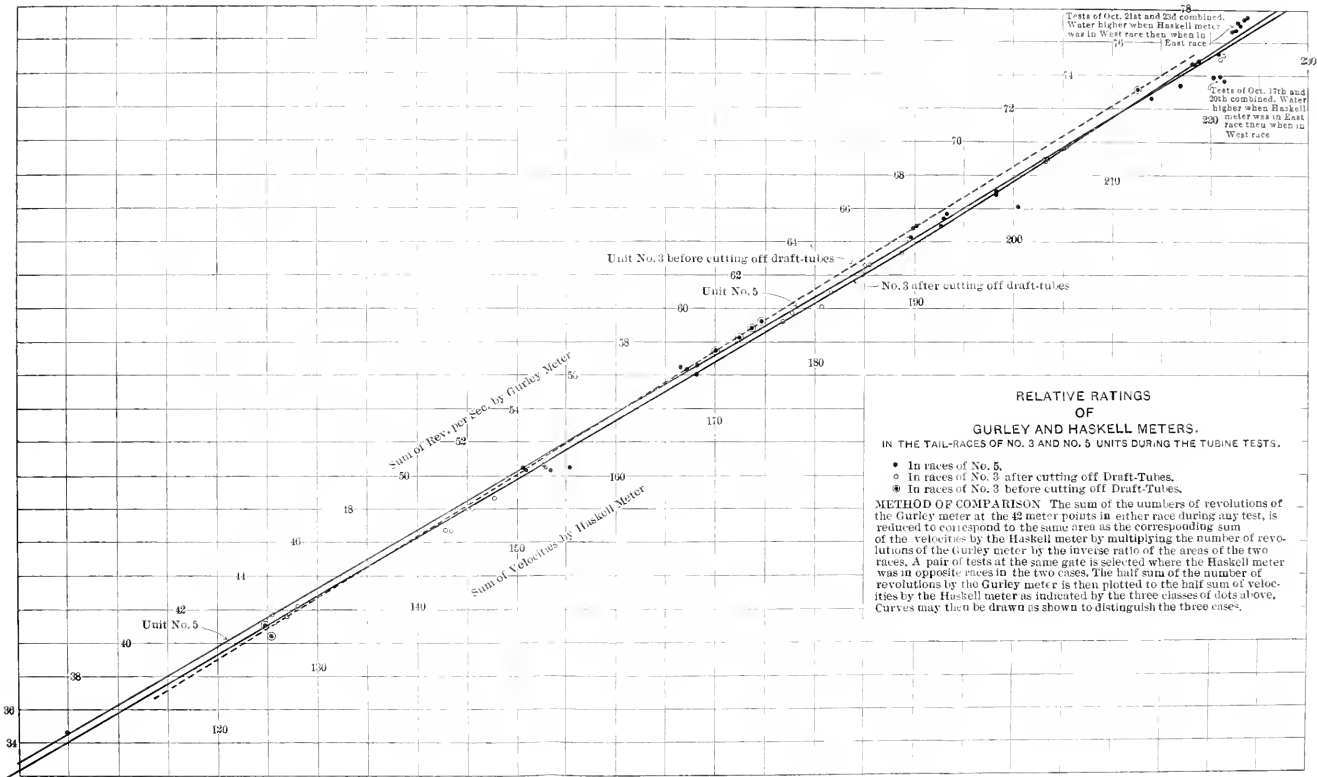 78
Tests of Oct. 21st and 23d combined.
Water higher when Haskell meter
was in West race then when in
East race
76
230
74
Tests of Oct. 17th and
20th combined. Water
higher when Haskell
meter was in East
race then when in
West race
220
72
70
68
210
66
200
64
Unit No. 3 before cutting off draft-tubes
62
No. 3 after cutting off draft-tubes
Unit No. 5
190
60
58
180
56
Sum of Rev. per sec. by Gurley Meter
54
170
52
50
160
48
Sum of Velocities by Haskell Meter
46
150
44
42
140
Unit No. 5
40
130
38
36
120
34
RELATIVE RATINGS
OF
GURLEY AND HASKELL METERS.
IN THE TAIL-RACES OF NO. 3 AND NO. 5 UNITS DURING THE TUBINE TESTS.
In races of No. 5.
In races of No. 3 after cutting off Draft-Tubes.
In races of No. 3 before cutting off Draft-Tubes.
METHOD OF COMPARISON The sum of the numbers of revolutions of
the Gurley meter at the 42 meter points in either race during any test, is
reduced to correspond to the same area as the corresponding sum
of the velocities by the Haskell meter by multiplying the number of revo-
lutions of the Gurley meter by the inverse ratio of the areas of the two
races. A pair of tests at the same gate is selected where the Haskell meter
was in opposite races in the two cases. The half sum of the number of
revolutions by the Gurley meter is then plotted to the half sum of veloc-
ities by the Haskell meter as indicated by the three classes of dots above.
Curves may then be drawn as shown to distinguish the three cases.